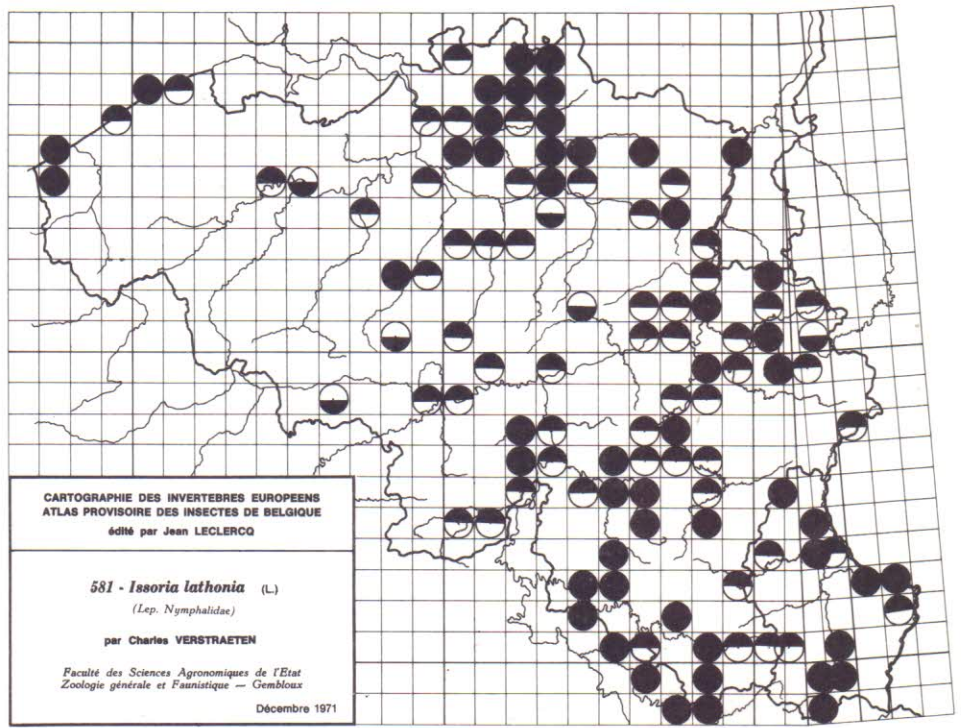 CARTOGRAPHIE DES INVERTEBRES EUROPEENS
ATLAS PROVISOIRE DES INSECTES DE BELGIQUE
édité par Jean LECLERCQ
581 - Issoria lathonia (L.)
(Lep. Nymphalidae)
par Charles VERSTRAETEN
Faculté des Sciences Agronomiques de l'Etat
Zoologie générale et Faunistique — Gembloux
Décembre 1971